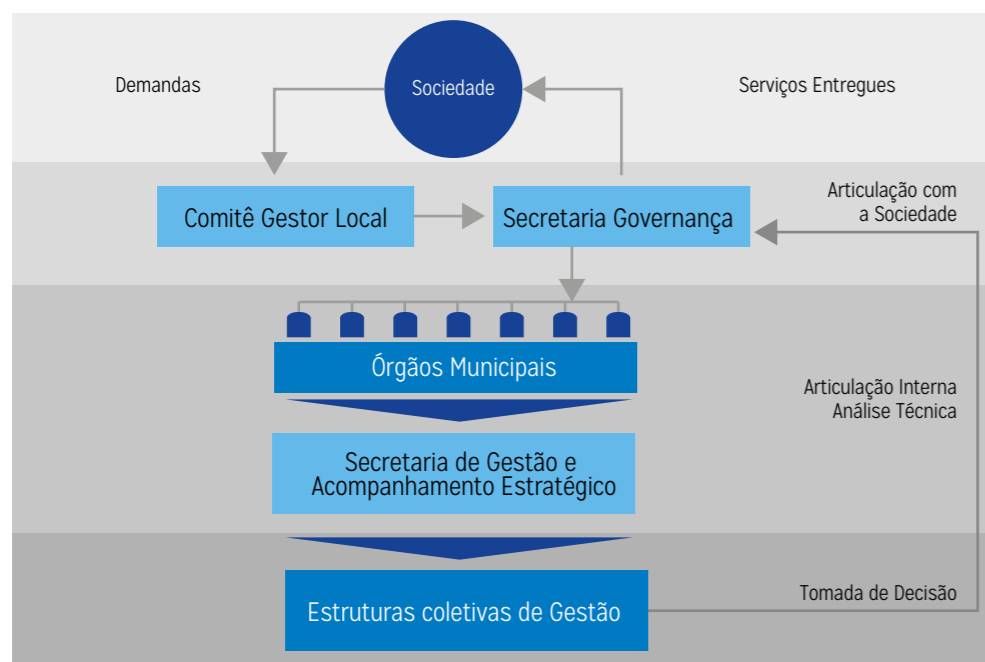 Demandas
Sociedade
Serviços Entregues
Comitê Gestor Local
Secretaria Governança
Articulação com
a Sociedade
Órgãos Municipais
Articulação Interna
Análise Técnica
Secretaria de Gestão e
Acompanhamento Estratégico
Estruturas coletivas de Gestão
Tomada de Decisão